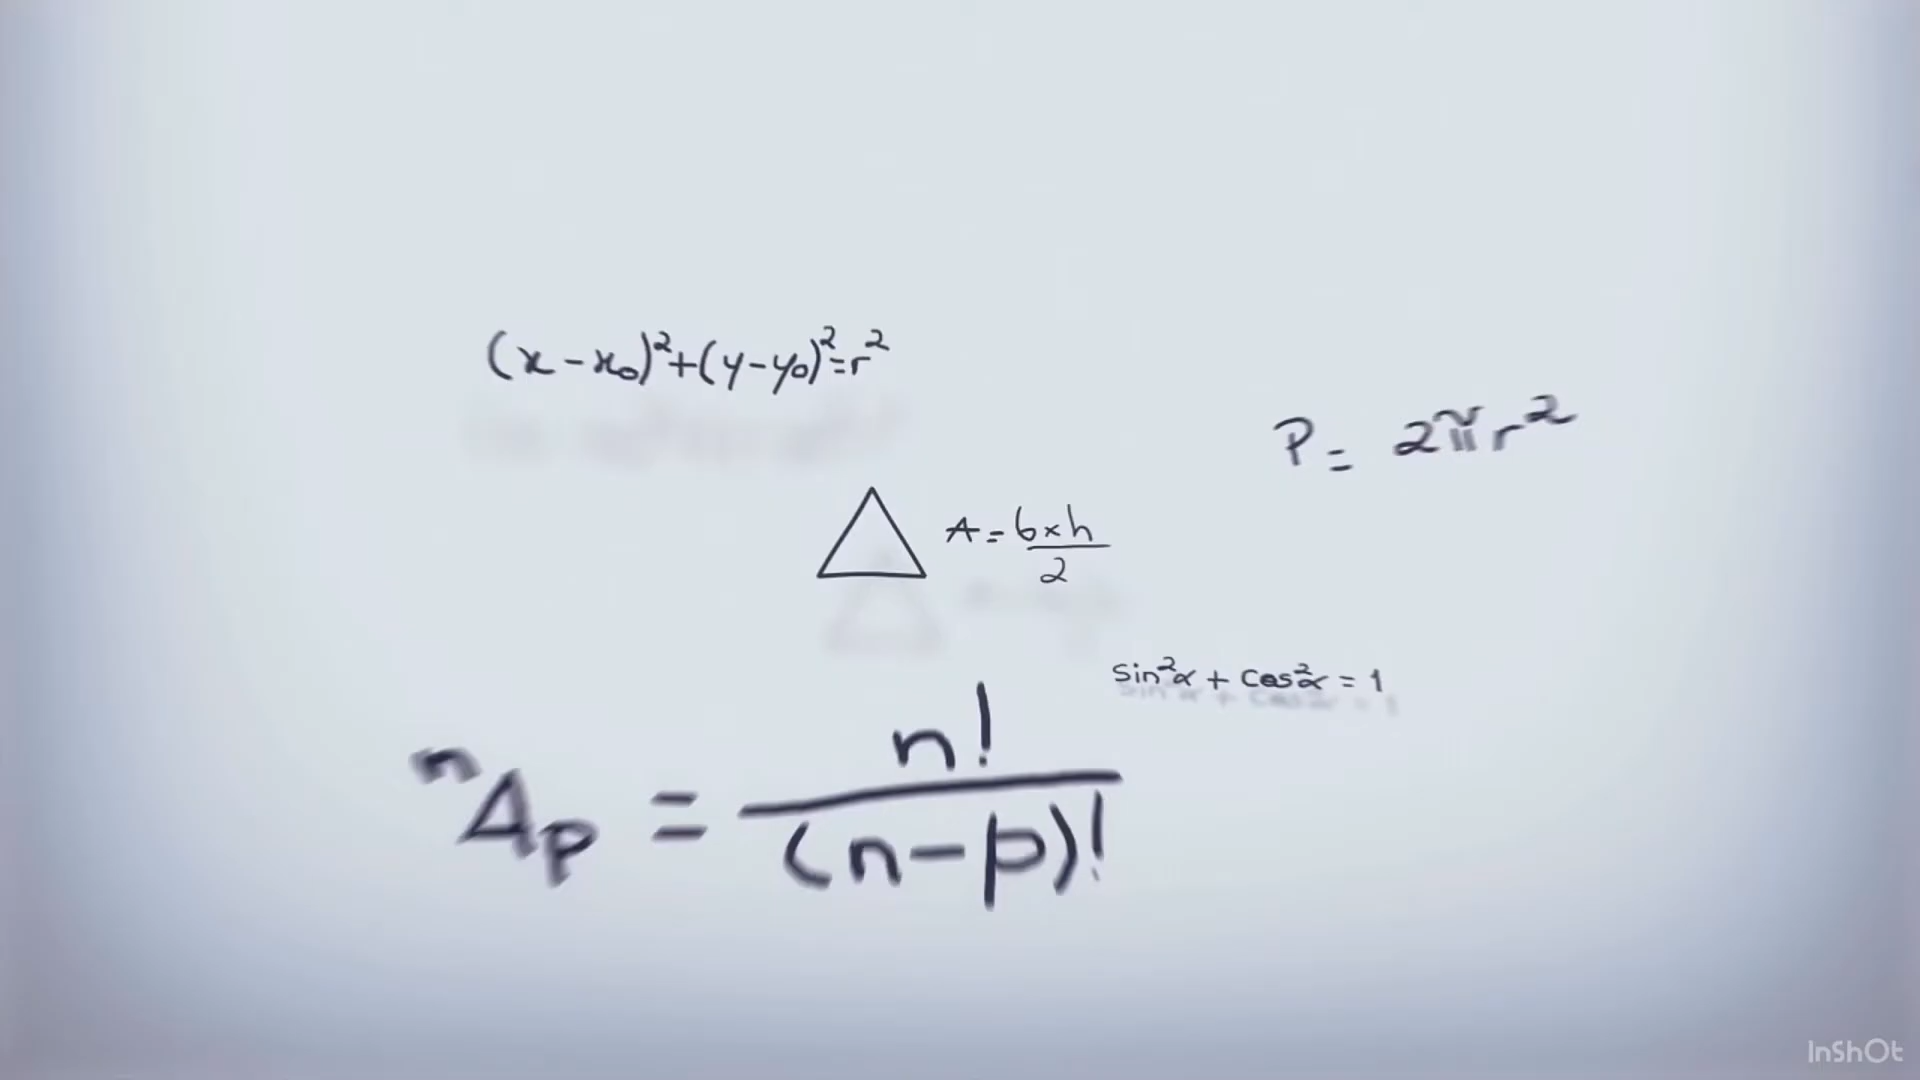 (x - x₀)² + (y - y₀)² = r²
P = 2πr²
A = b×h
2
sin²α + cos²α = 1
ⁿAₚ = n!
(n-p)!
InShOt